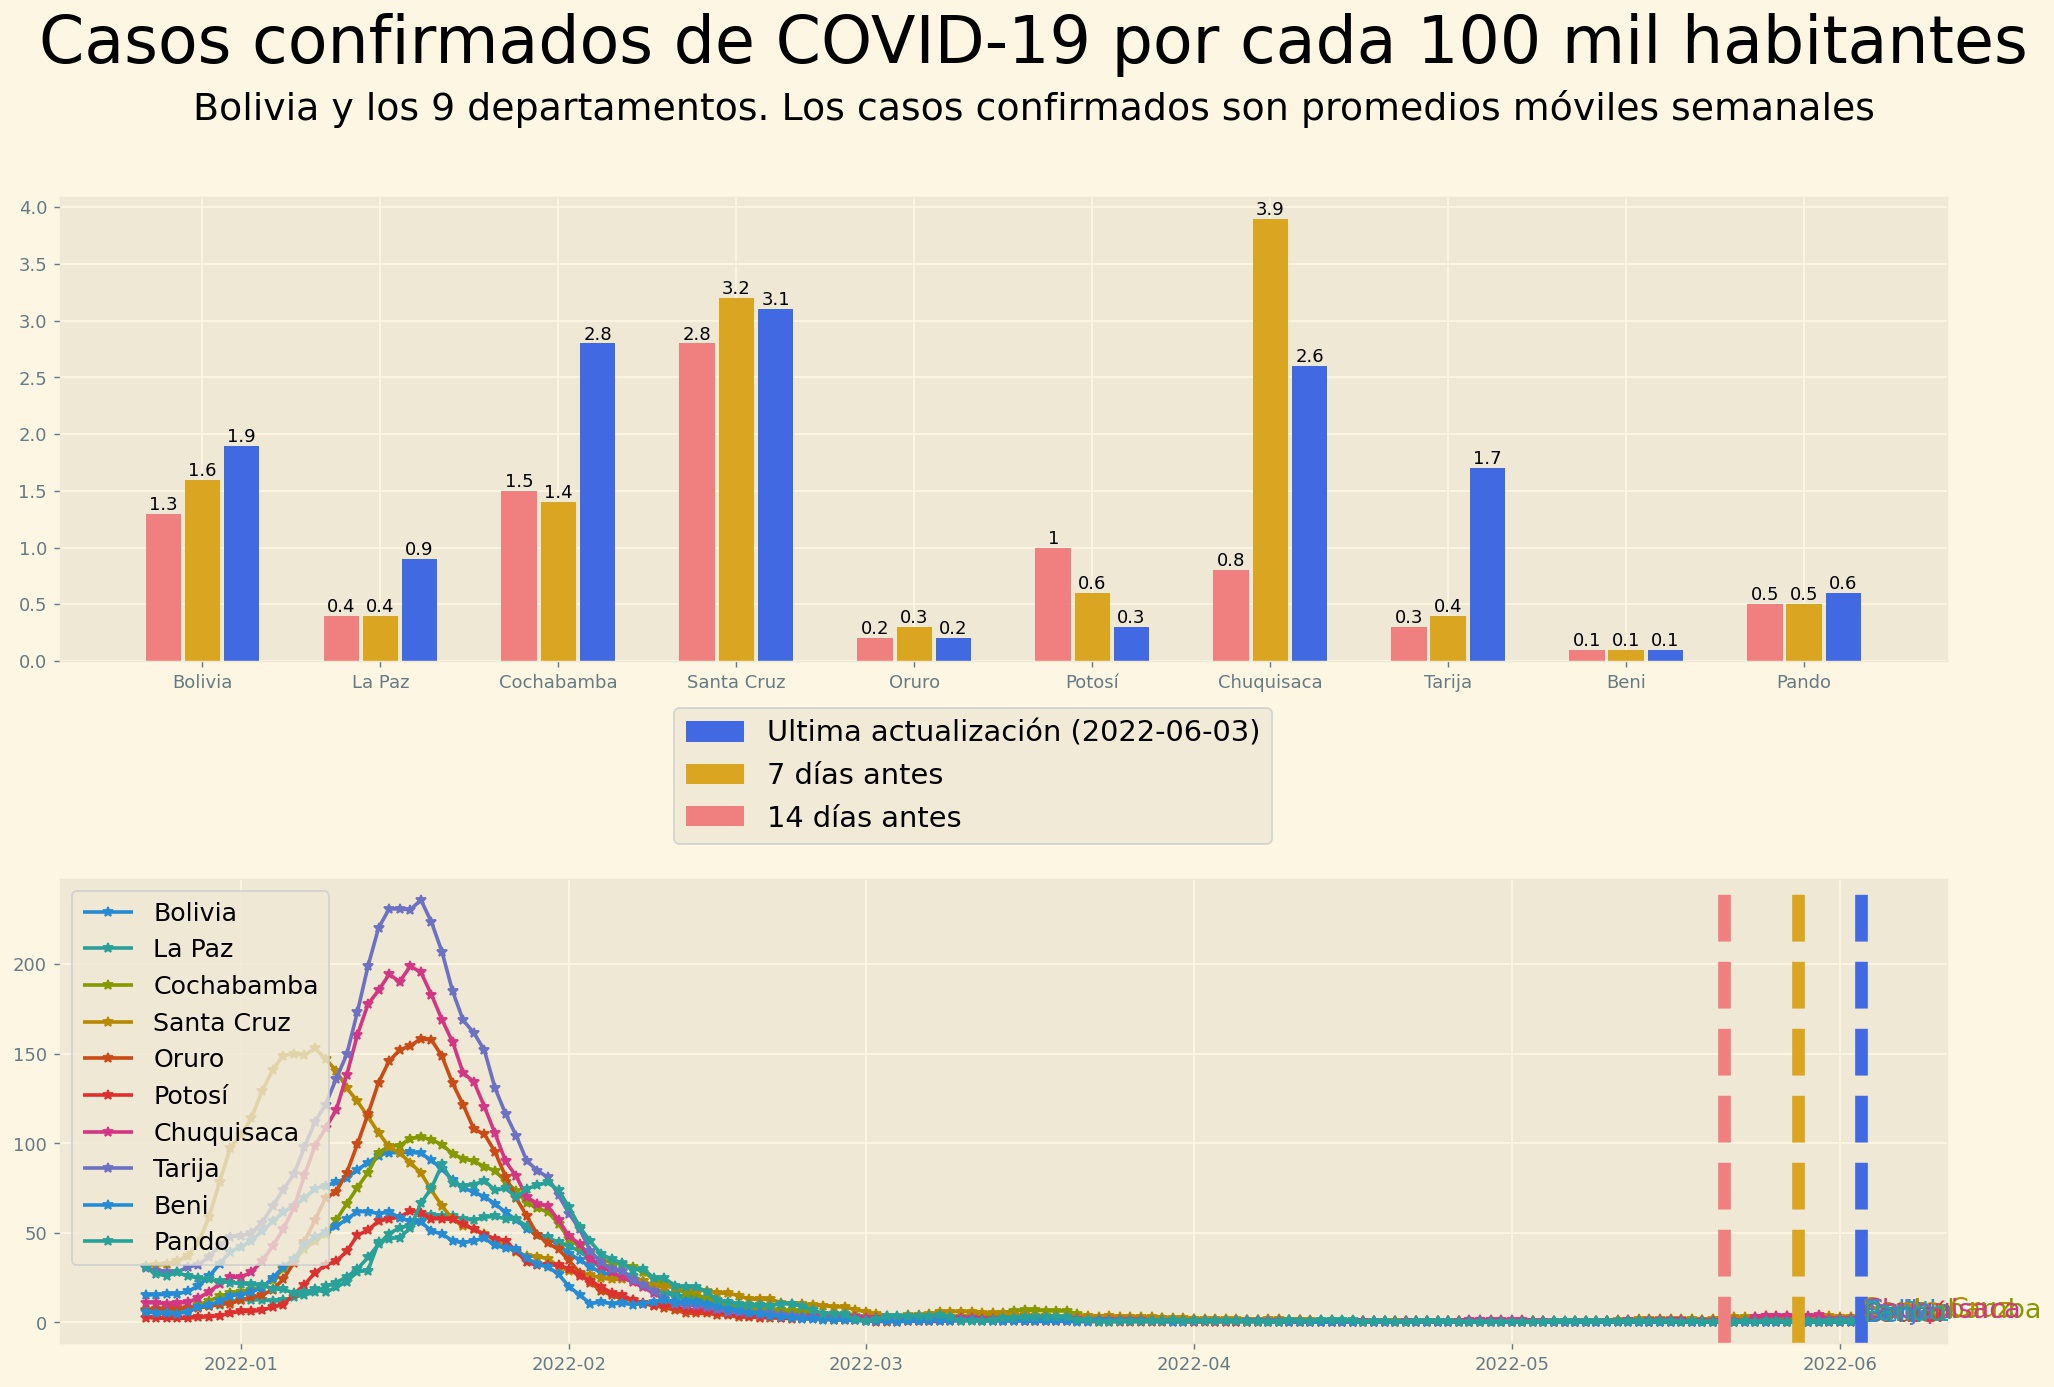 Casos confirmados de COVID-19 por cada 100 mil habitantes
Bolivia y los 9 departamentos. Los casos confirmados son promedios móviles semanales
4.0
3.5
3.0
2.5
2.0
1.5
1.0
0.5
0.0
1.3 1.6 1.9
0.4 0.4 0.9
1.5 1.4 2.8
2.8 3.2 3.1
0.2 0.3 0.2
1 0.6 0.3
0.8 3.9 2.6
0.3 0.4 1.7
0.1 0.1 0.1
0.5 0.5 0.6
Bolivia La Paz Cochabamba Santa Cruz Oruro Potosí Chuquisaca Tarija Beni Pando
Ultima actualización (2022-06-03)
7 días antes
14 días antes
200
150
100
50
0
Bolivia
La Paz
Cochabamba
Santa Cruz
Oruro
Potosí
Chuquisaca
Tarija
Beni
Pando
2022-01 2022-02 2022-03 2022-04 2022-05 2022-06